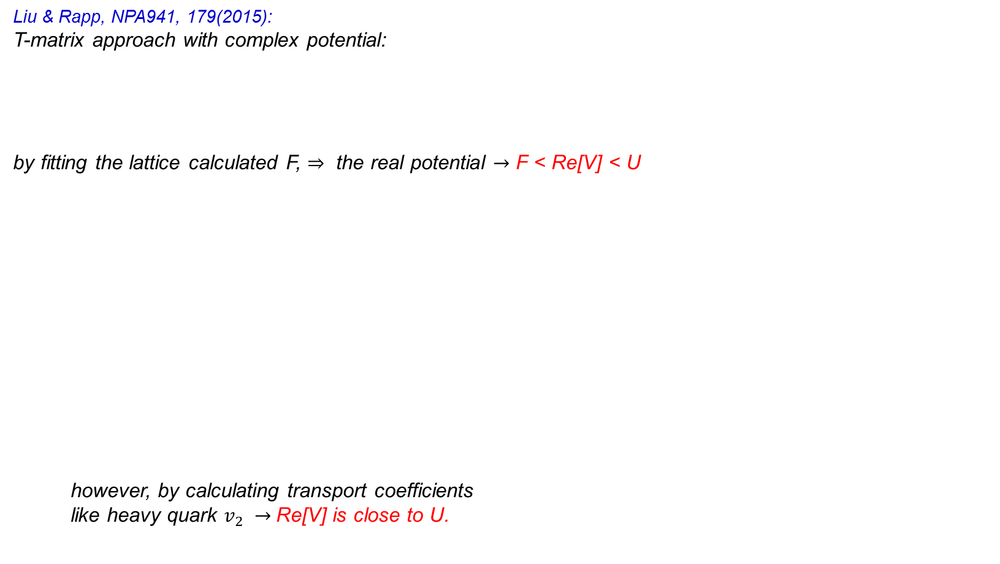 Liu & Rapp, NPA941, 179(2015):
T-matrix approach with complex potential:
by fitting the lattice calculated F, ⇒ the real potential → F < Re[V] < U
however, by calculating transport coefficients
like heavy quark 𝑣₂ → Re[V] is close to U.